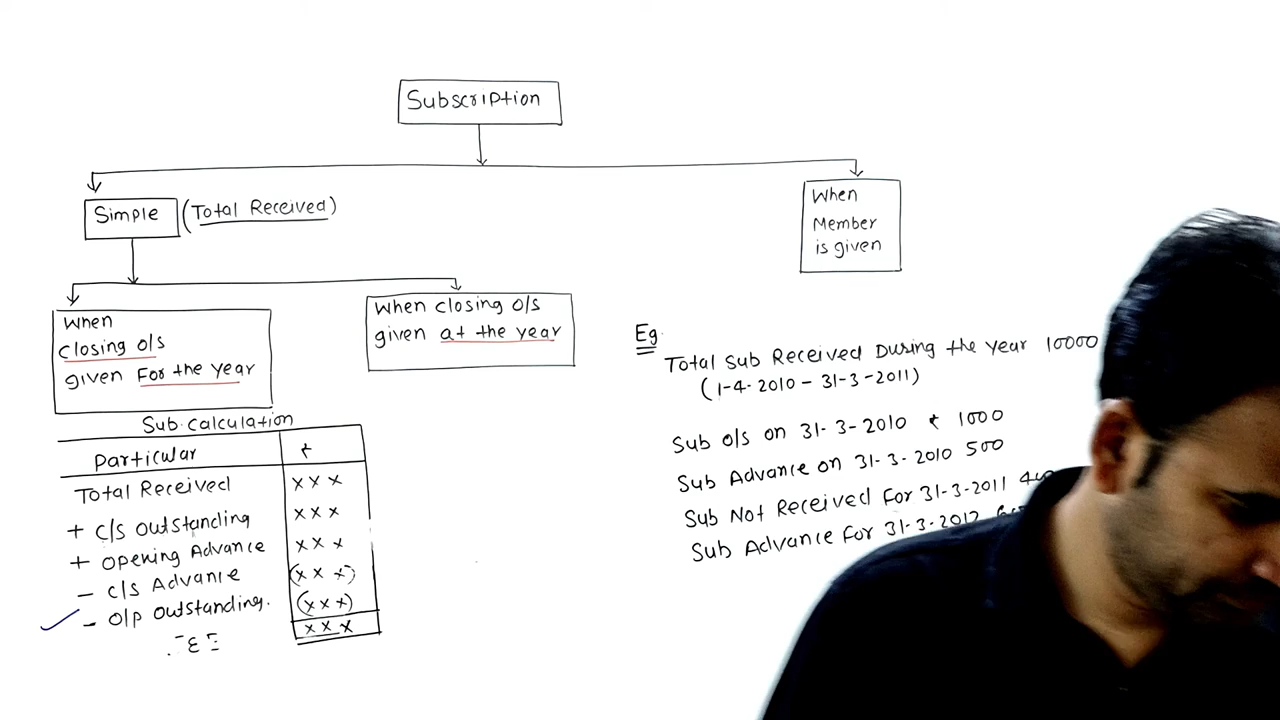 Subscription
Simple (Total Received)
When
Member
is given
When
closing o/s
given For the year
When closing o/s
given at the year
Sub. calculation
Particular ₹
Total Received xxx
+ c/s outstanding xxx
+ opening Advance xxx
- c/s Advance (xxx)
- o/p outstanding. (xxx)
xxx
Eg.
Total Sub Received During the year 10000
(1-4-2010 - 31-3-2011)
Sub o/s on 31-3-2010 ₹ 1000
Sub Advance on 31-3-2010 500
Sub Not Received For 31-3-2011
Sub Advance For 31-3-2012